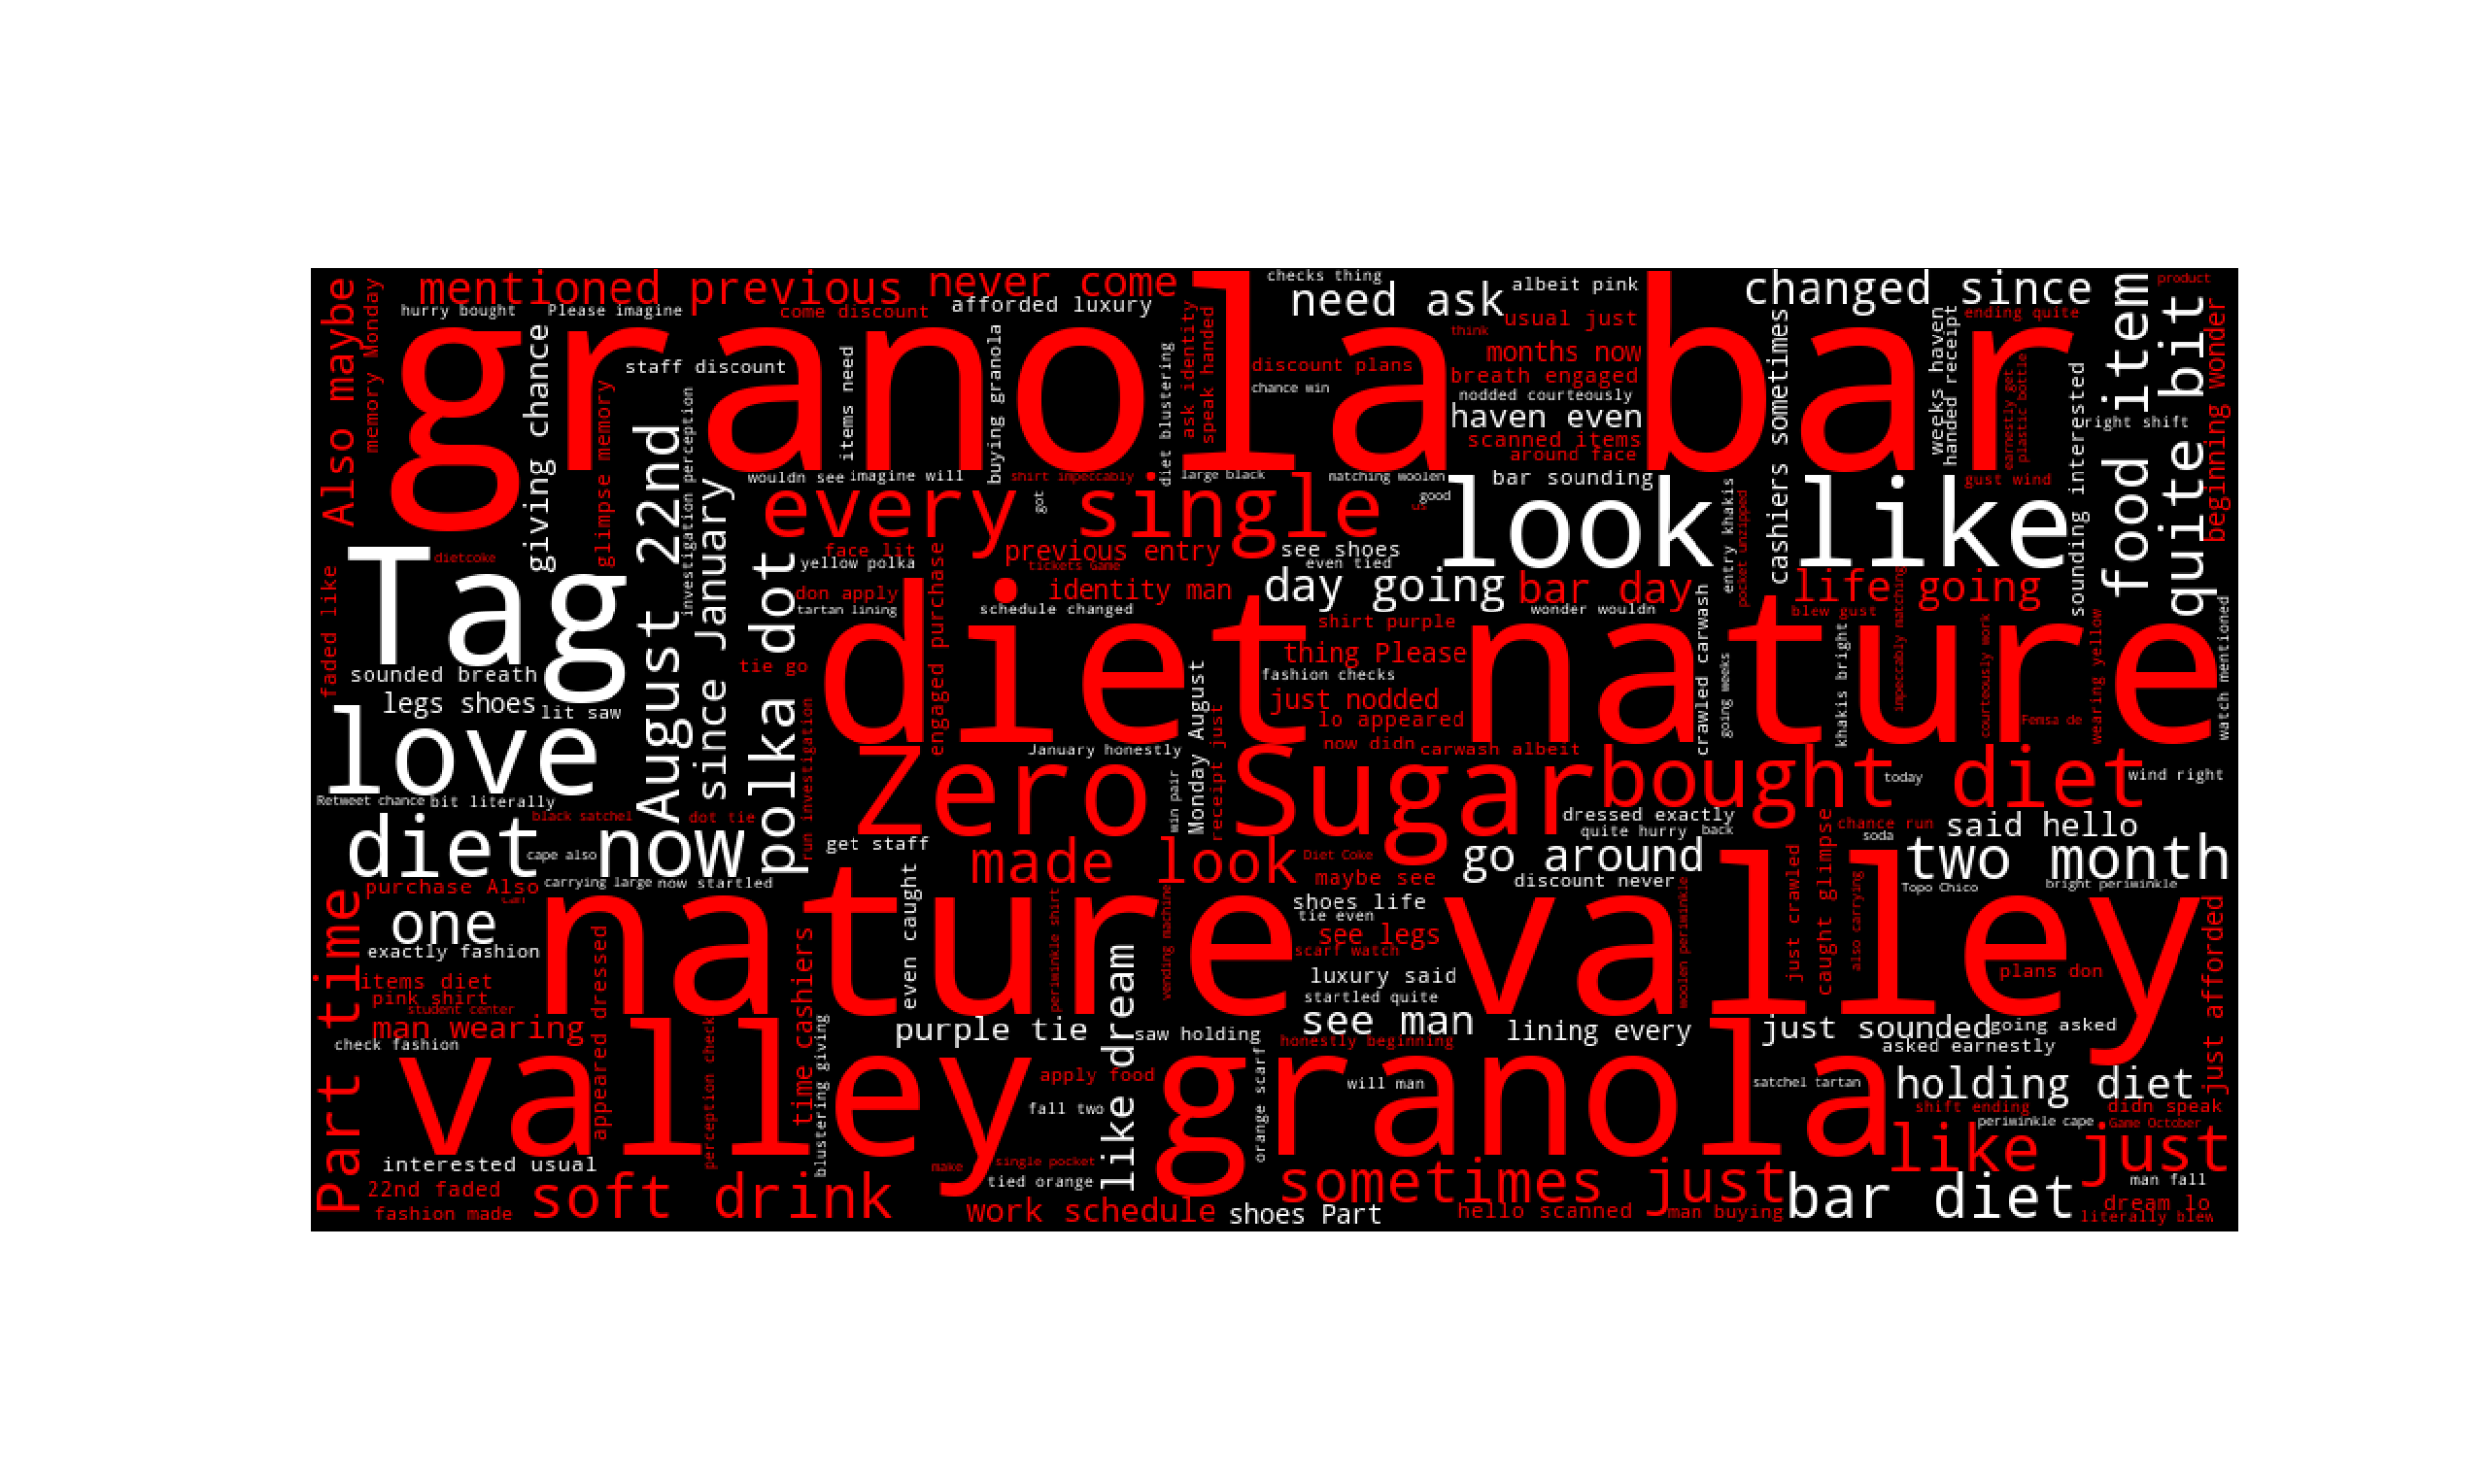 granola bar
diet nature
nature valley
valley granola
Tag
look like
love
Zero Sugar
every single
bought diet
diet now
August 22nd
since January
polka dot
food item
quite bit
mentioned previous
never come
Also maybe
memory Monday
hurry bought
Please imagine
come discount
afforded luxury
checks thing
need ask
albeit pink
usual just
think
months now
changed since
ending quite
product
giving chance
glimpse memory
staff discount
items need
buying granola
diet blustering
ask identity
speak handed
discount plans
chance win
breath engaged
nodded courteously
haven even
scanned items
around face
cashiers sometimes
weeks haven
handed receipt
earnestly get
plastic bottle
sounding interested
right shift
beginning wonder
investigation perception
wouldn see
imagine will
shirt impeccably
large black
matching woolen
bar sounding
good
got
gust wind
dietcoke
face lit
yellow polka
previous entry
tickets Game
see shoes
even tied
entry khakis
pocket unzipped
faded like
don apply
tartan lining
schedule changed
identity man
day going
bar day
life going
wonder wouldn
blew gust
shirt purple
thing Please
fashion checks
just nodded
lo appeared
now didn
carwash albeit
crawled carwash
going weeks
khakis bright
impeccably matching
courteously work
Femsa de
wearing yellow
watch mentioned
sounded breath
legs shoes
lit saw
tie go
engaged purchase
run investigation
January honestly
win pair
Monday August
receipt just
today
wind right
Retweet chance
bit literally
black satchel
dot tie
cape also
carrying large
now startled
get staff
made look
Diet Coke
maybe see
dressed exactly
quite hurry
back
go around
discount never
chance run
soda
said hello
two month
Topo Chico
bright periwinkle
purchase Also
one
exactly fashion
Part time
items diet
pink shirt
student center
man wearing
check fashion
appeared dressed
perception check
time cashiers
blustering giving
even caught
periwinkle shirt
like dream
vending machine
shoes life
tie even
see legs
scarf watch
luxury said
startled quite
woolen periwinkle
just crawled
caught glimpse
also carrying
plans don
just afforded
purple tie
saw holding
see man
honestly beginning
lining every
just sounded
going asked
asked earnestly
apply food
fall two
orange scarf
will man
satchel tartan
holding diet
shift ending
didn speak
periwinkle cape
Game October
interested usual
22nd faded
fashion made
soft drink
make
single pocket
tied orange
work schedule
shoes Part
sometimes just
hello scanned
man buying
bar diet
like just
man fall
dream lo
literally blew